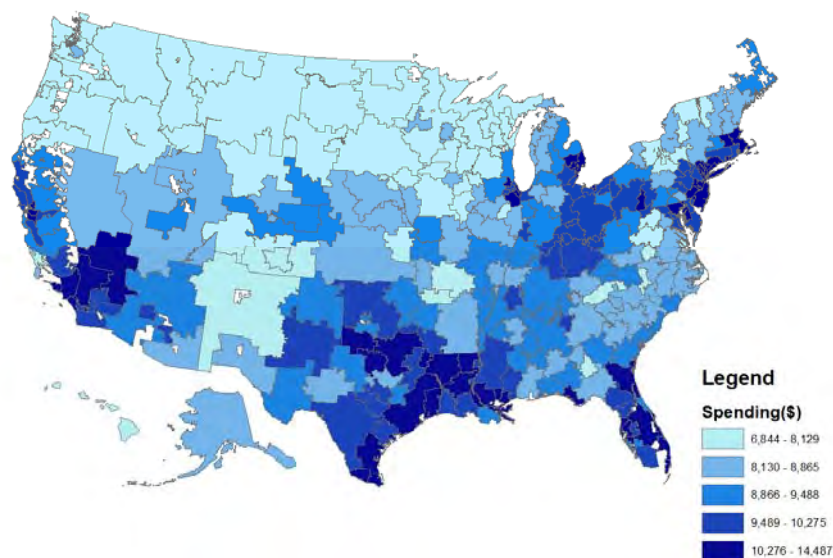 Legend
Spending($)
6,844 - 8,129
8,130 - 8,865
8,866 - 9,488
9,489 - 10,275
10,276 - 14,487